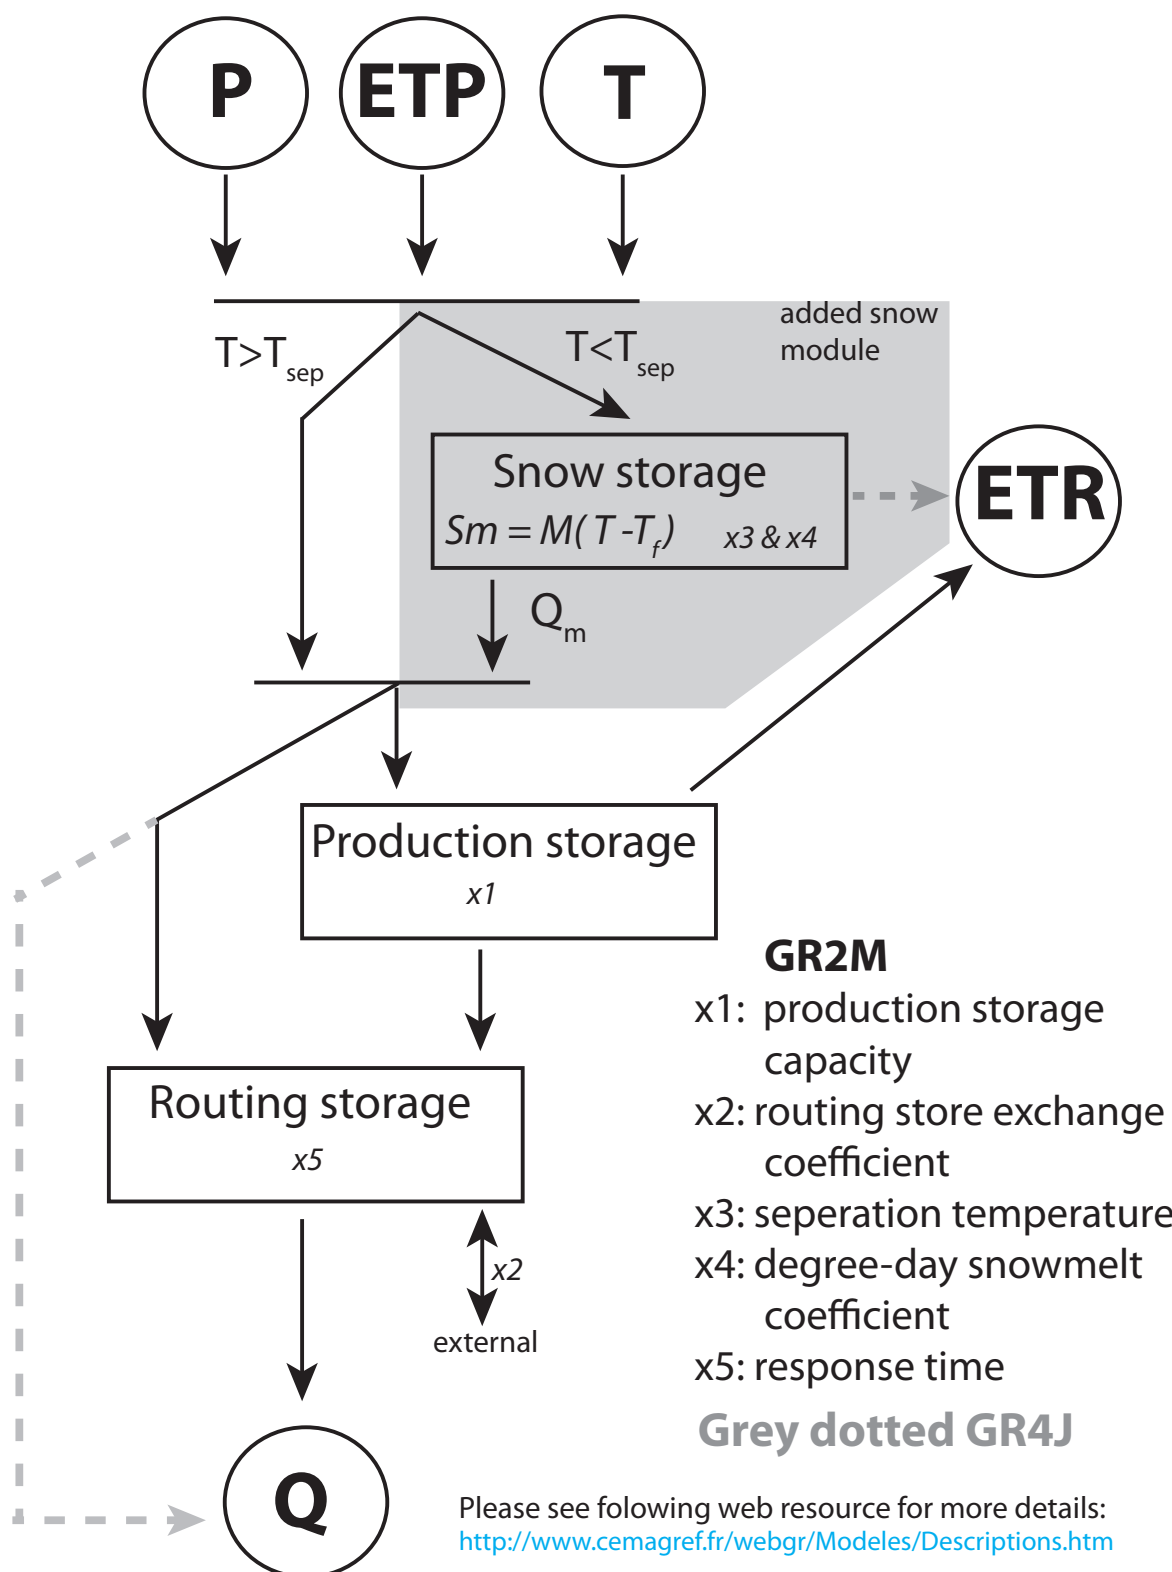 P
ETP
T
added snow
module
T>Tsep
T<Tsep
Snow storage
Sm = M( T -Tf)
x3 & x4
ETR
Qm
Production storage
x1
Routing storage
x5
x2
external
Q
GR2M
x1: production storage
capacity
x2: routing store exchange
coefficient
x3: seperation temperature
x4: degree-day snowmelt
coefficient
x5: response time
Grey dotted GR4J
Please see folowing web resource for more details:
http://www.cemagref.fr/webgr/Modeles/Descriptions.htm